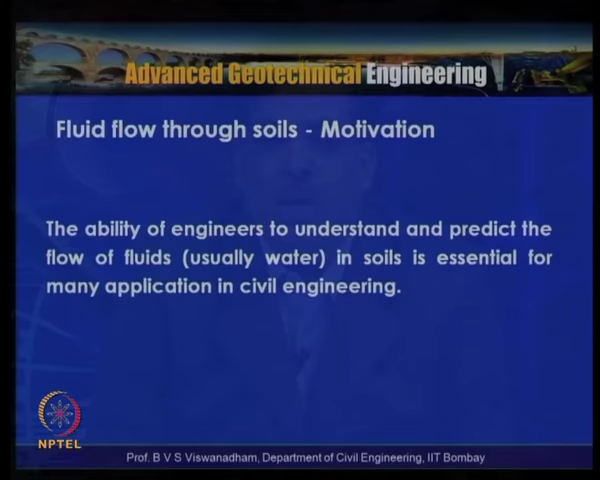 Advanced Geotechnical Engineering
Fluid flow through soils - Motivation
The ability of engineers to understand and predict the
flow of fluids (usually water) in soils is essential for
many application in civil engineering.
NPTEL
Prof. B V S Viswanadham, Department of Civil Engineering, IIT Bombay